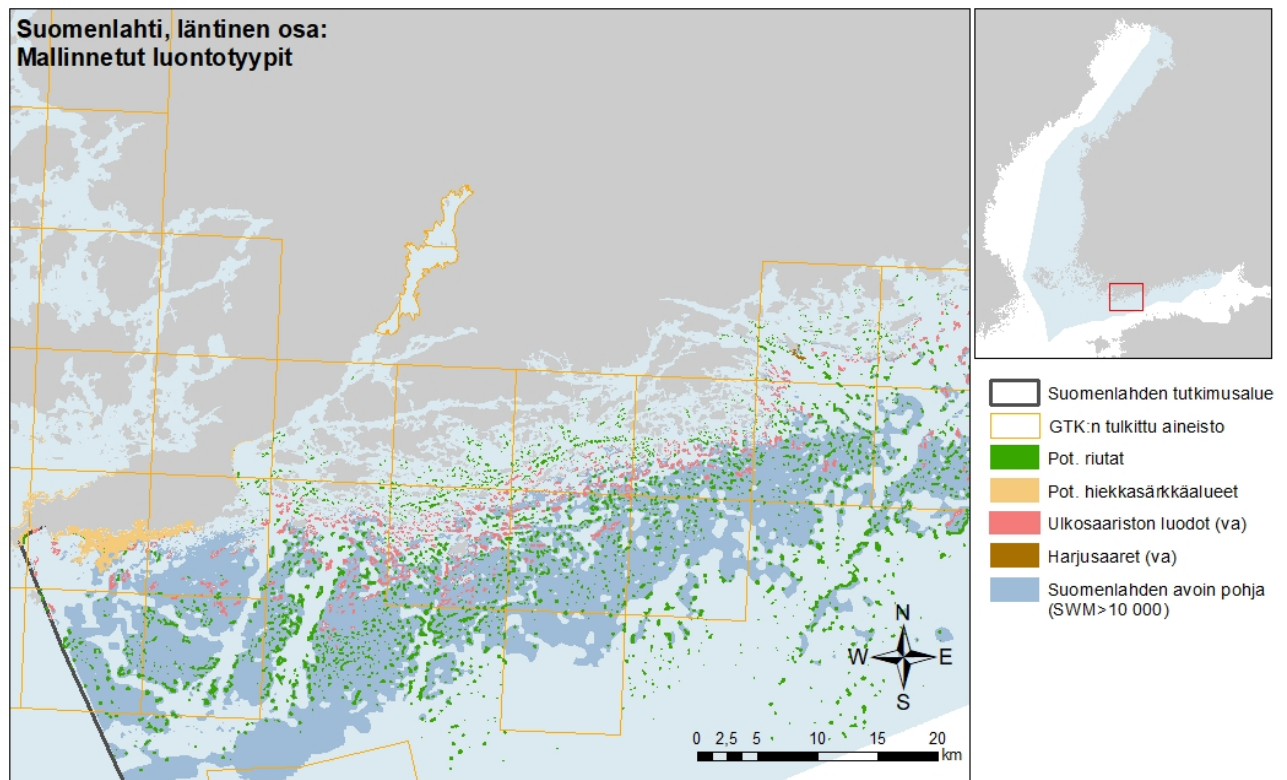 Suomenlahti, läntinen osa:
Mallinnetut luontotyypit
Suomenlahden tutkimusalue
GTK:n tulkittu aineisto
Pot. riutat
Pot. hiekkasärkkäalueet
Ulkosaariston luodot (va)
Harjusaaret (va)
Suomenlahden avoin pohja
(SWM>10 000)
N
W E
S
0 2,5 5 10 15 20
km